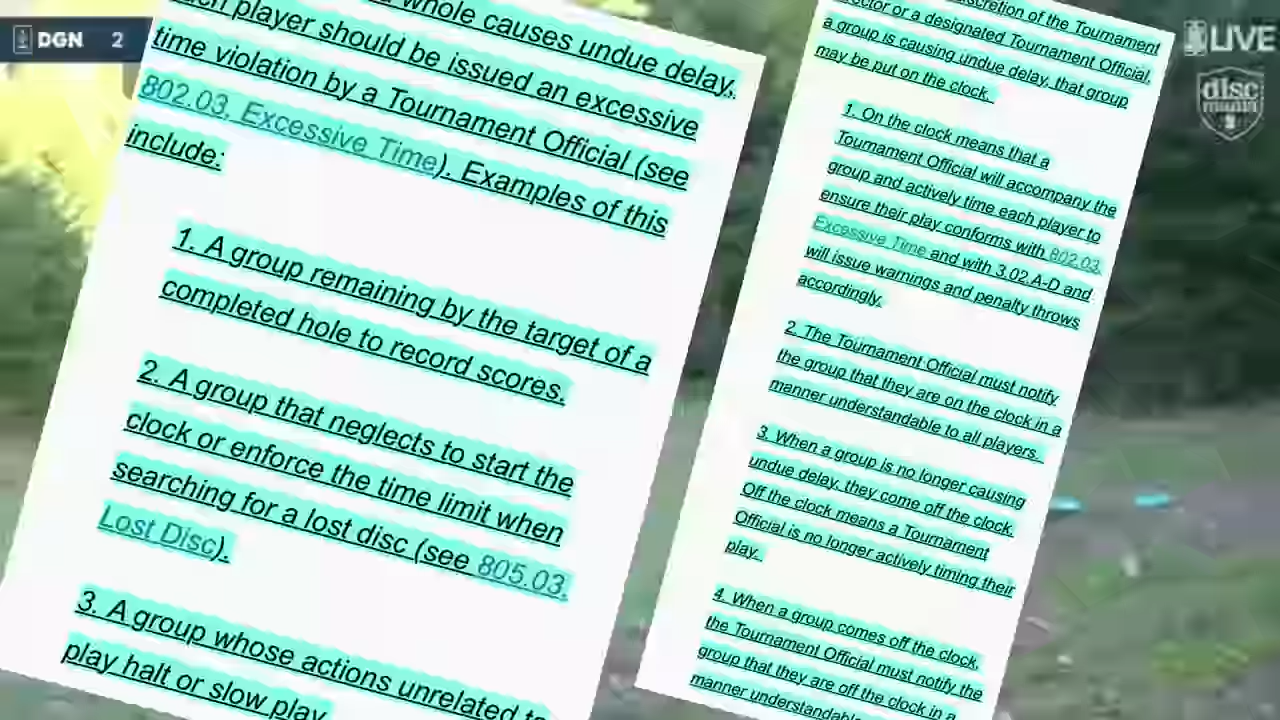 DGN 2
whole causes undue delay,
player should be issued an excessive
time violation by a Tournament Official (see
802.03, Excessive Time). Examples of this
include:
1. A group remaining by the target of a
completed hole to record scores.
2. A group that neglects to start the
clock or enforce the time limit when
searching for a lost disc (see 805.03,
Lost Disc).
3. A group whose actions unrelated to
play halt or slow play
of the Tournament
or a designated Tournament Official,
a group is causing undue delay, that group
may be put on the clock.
1. On the clock means that a
Tournament Official will accompany the
group and actively time each player to
ensure their play conforms with 802.03,
Excessive Time and with 3.02.A-D and
will issue warnings and penalty throws
accordingly.
2. The Tournament Official must notify
the group that they are on the clock in a
manner understandable to all players.
3. When a group is no longer causing
undue delay, they come off the clock.
Off the clock means a Tournament
Official is no longer actively timing their
play.
4. When a group comes off the clock,
the Tournament Official must notify the
group that they are off the clock in a
manner
LIVE
disc